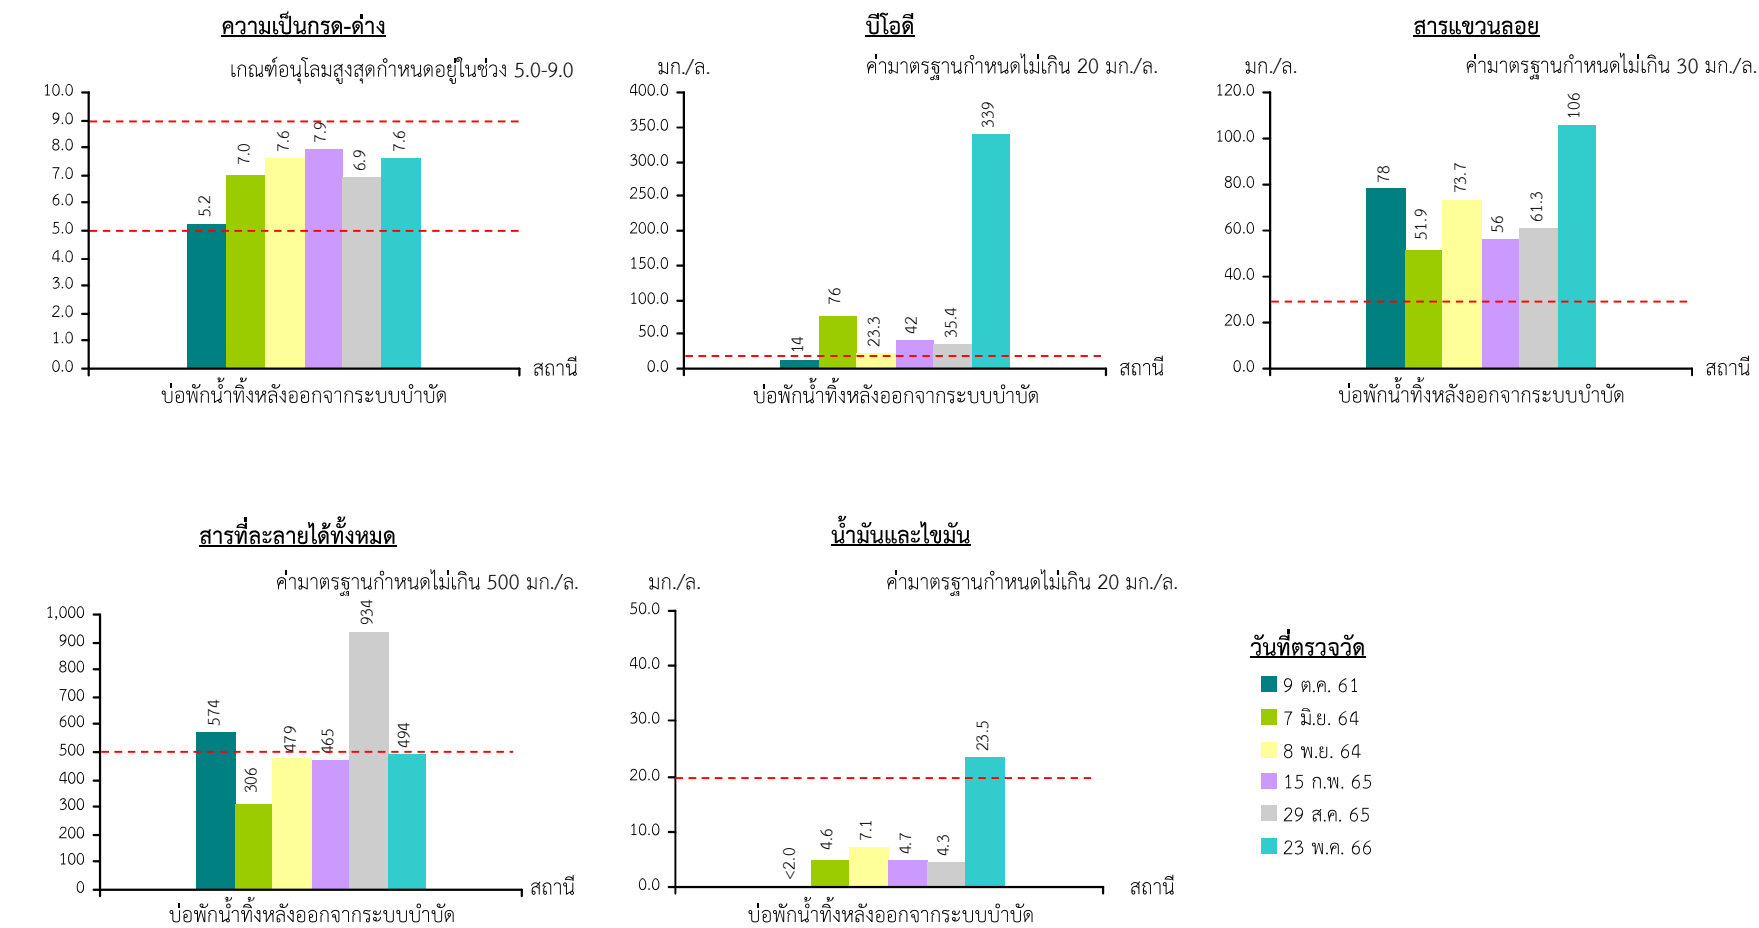 ความเป็นกรด-ด่าง
เกณฑ์อนุโลมสูงสุดกำหนดอยู่ในช่วง 5.0-9.0
10.0
9.0
8.0
7.0
6.0
5.0
4.0
3.0
2.0
1.0
0.0
5.2
7.0
7.6
7.9
6.9
7.6
สถานี
บ่อพักน้ำทิ้งหลังออกจากระบบบำบัด
บีโอดี
มก./ล.
ค่ามาตรฐานกำหนดไม่เกิน 20 มก./ล.
400.0
350.0
300.0
250.0
200.0
150.0
100.0
50.0
0.0
14
76
23.3
42
35.4
339
สถานี
บ่อพักน้ำทิ้งหลังออกจากระบบบำบัด
สารแขวนลอย
มก./ล.
ค่ามาตรฐานกำหนดไม่เกิน 30 มก./ล.
120.0
100.0
80.0
60.0
40.0
20.0
0.0
78
51.9
73.7
56
61.3
106
สถานี
บ่อพักน้ำทิ้งหลังออกจากระบบบำบัด
สารที่ละลายได้ทั้งหมด
ค่ามาตรฐานกำหนดไม่เกิน 500 มก./ล.
1,000
900
800
700
600
500
400
300
200
100
0
574
306
479
465
934
494
สถานี
บ่อพักน้ำทิ้งหลังออกจากระบบบำบัด
น้ำมันและไขมัน
มก./ล.
ค่ามาตรฐานกำหนดไม่เกิน 20 มก./ล.
50.0
40.0
30.0
20.0
10.0
0.0
<2.0
4.6
7.1
4.7
4.3
23.5
สถานี
บ่อพักน้ำทิ้งหลังออกจากระบบบำบัด
วันที่ตรวจวัด
9 ต.ค. 61
7 มิ.ย. 64
8 พ.ย. 64
15 ก.พ. 65
29 ส.ค. 65
23 พ.ค. 66